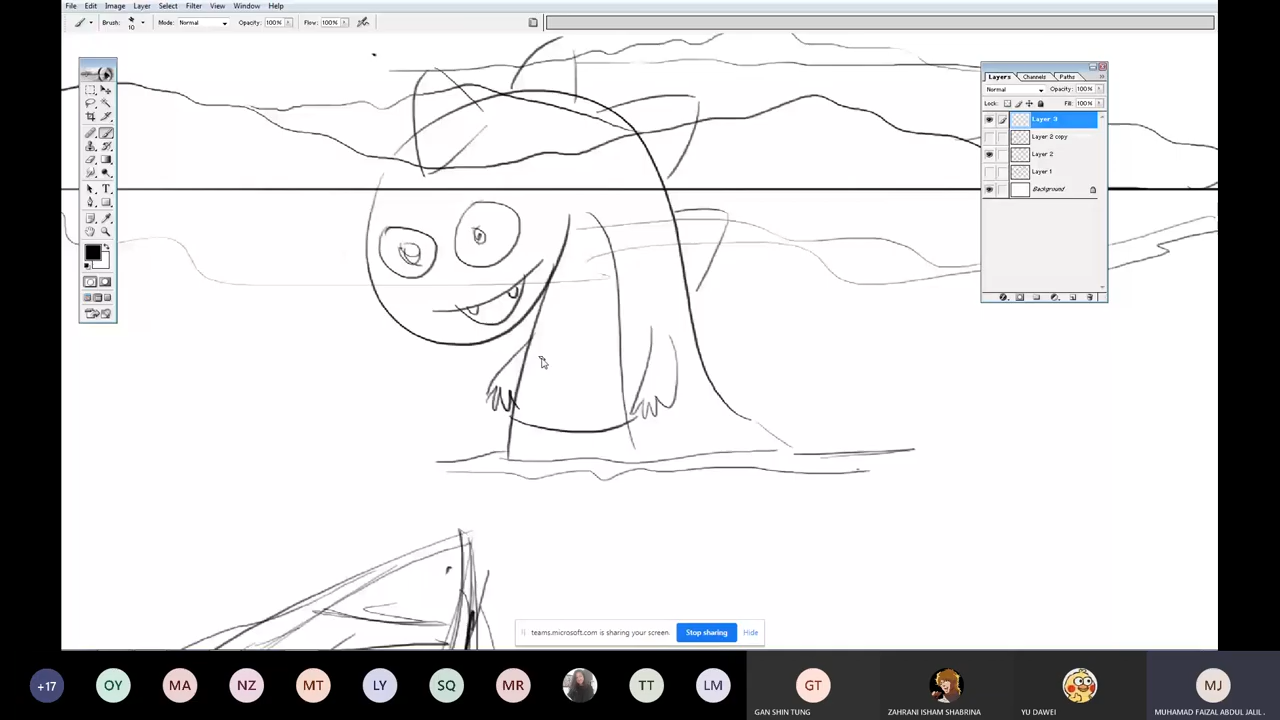 File Edit Image Layer Select Filter View Window Help
Brush: 10 Mode: Normal Opacity: 100% Flow: 100%
Layers Channels Paths
Normal Opacity: 100%
Lock: Fill: 100%
Layer 3
Layer 2 copy
Layer 2
Layer 1
Background
T
teams.microsoft.com is sharing your screen. Stop sharing Hide
+17 OY MA NZ MT LY SQ MR TT LM GT MJ
GAN SHIN TUNG ZAHRANI ISHAM SHABRINA YU DAWEI MUHAMAD FAIZAL ABDUL JALIL .